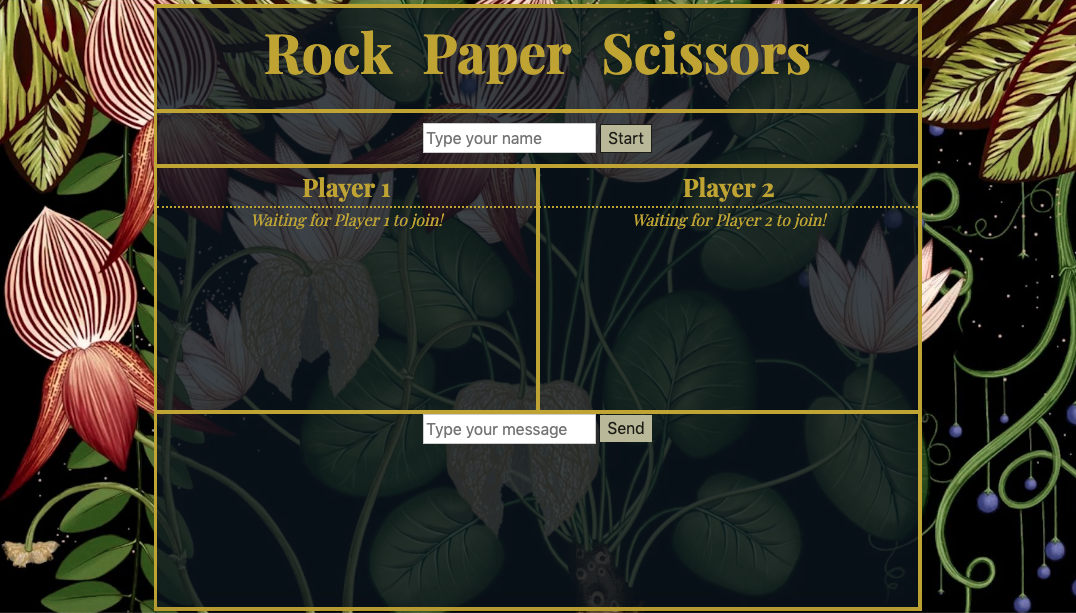 Rock Paper Scissors
Type your name Start
Player 1 Player 2
Waiting for Player 1 to join! Waiting for Player 2 to join!
Type your message Send